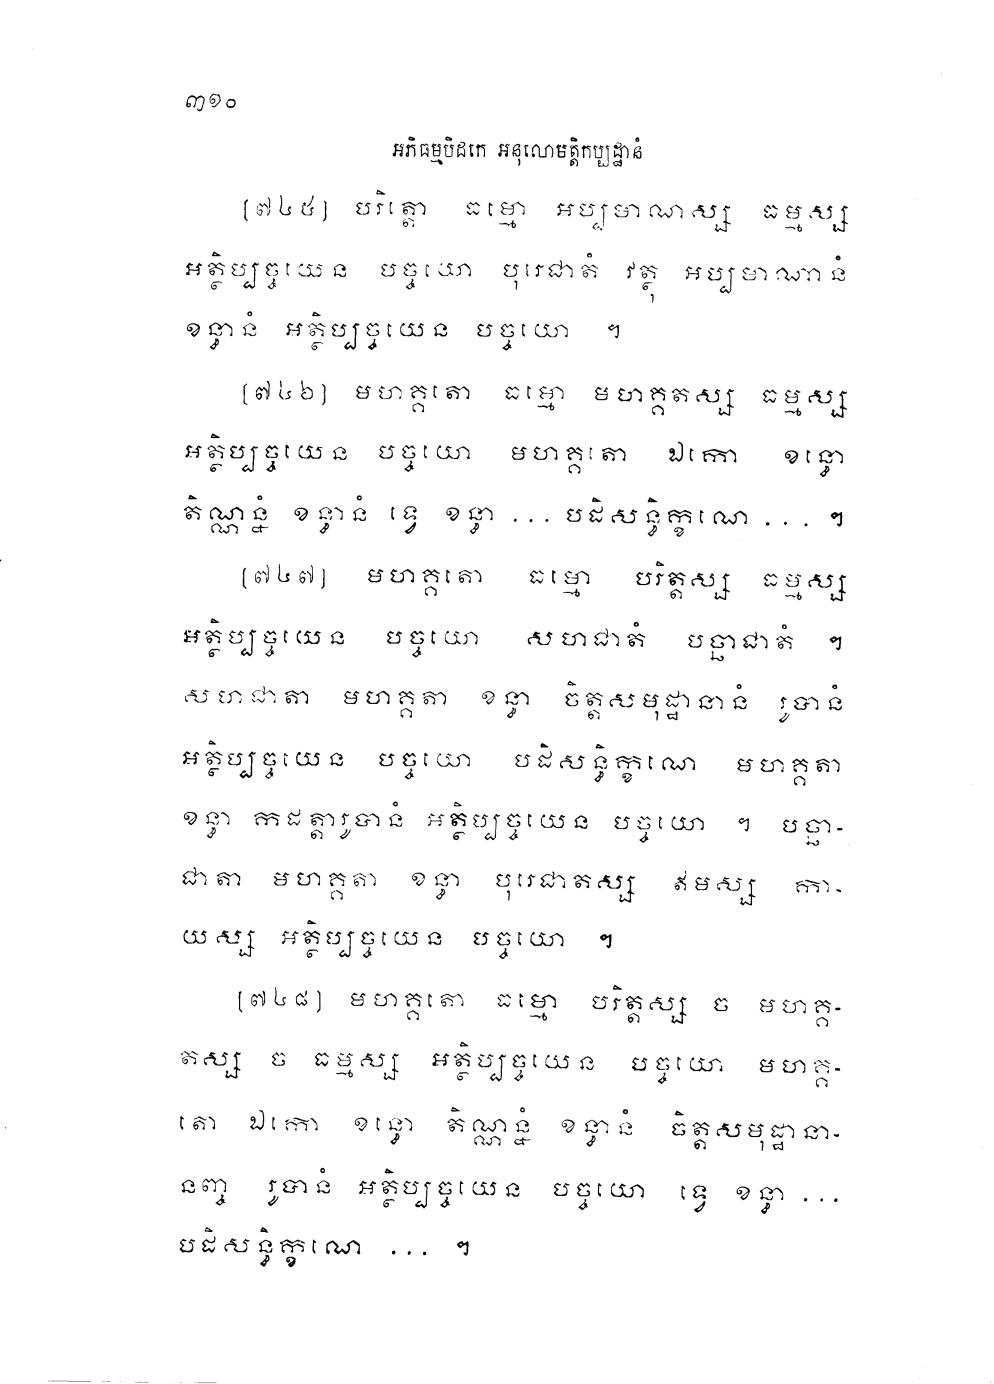 ៣១០
អភិធម្មបិដកេ អនុលោមត្តិកប្បដ្ឋានំ
[៧៤៥] បរិត្តោ ធម្មោ អប្បមាណស្ស ធម្មស្ស
អត្ថិប្បច្ចយេន បច្ចយោ បុរេជាតំ វត្ថុ អប្បមាណានំ
ខន្ធានំ អត្ថិប្បច្ចយេន បច្ចយោ ។
[៧៤៦] មហគ្គតោ ធម្មោ មហគ្គតស្ស ធម្មស្ស
អត្ថិប្បច្ចយេន បច្ចយោ មហគ្គតោ ឯកោ ខន្ធោ
តិណ្ណន្នំ ខន្ធានំ ទ្វេ ខន្ធា ... បដិសន្ធិក្ខណេ ... ។
[៧៤៧] មហគ្គតោ ធម្មោ បរិត្តស្ស ធម្មស្ស
អត្ថិប្បច្ចយេន បច្ចយោ សហជាតំ បច្ឆាជាតំ ។
សហជាតា មហគ្គតា ខន្ធា ចិត្តសមុដ្ឋានានំ រូបានំ
អត្ថិប្បច្ចយេន បច្ចយោ បដិសន្ធិក្ខណេ មហគ្គតា
ខន្ធា កដត្តារូបានំ អត្ថិប្បច្ចយេន បច្ចយោ ។ បច្ឆា-
ជាតា មហគ្គតា ខន្ធា បុរេជាតស្ស ឥមស្ស កា-
យស្ស អត្ថិប្បច្ចយេន បច្ចយោ ។
[៧៤៨] មហគ្គតោ ធម្មោ បរិត្តស្ស ច មហគ្គ-
តស្ស ច ធម្មស្ស អត្ថិប្បច្ចយេន បច្ចយោ មហគ្គ-
តោ ឯកោ ខន្ធោ តិណ្ណន្នំ ខន្ធានំ ចិត្តសមុដ្ឋានា-
នញ្ច រូបានំ អត្ថិប្បច្ចយេន បច្ចយោ ទ្វេ ខន្ធា ...
បដិសន្ធិក្ខណេ ... ។